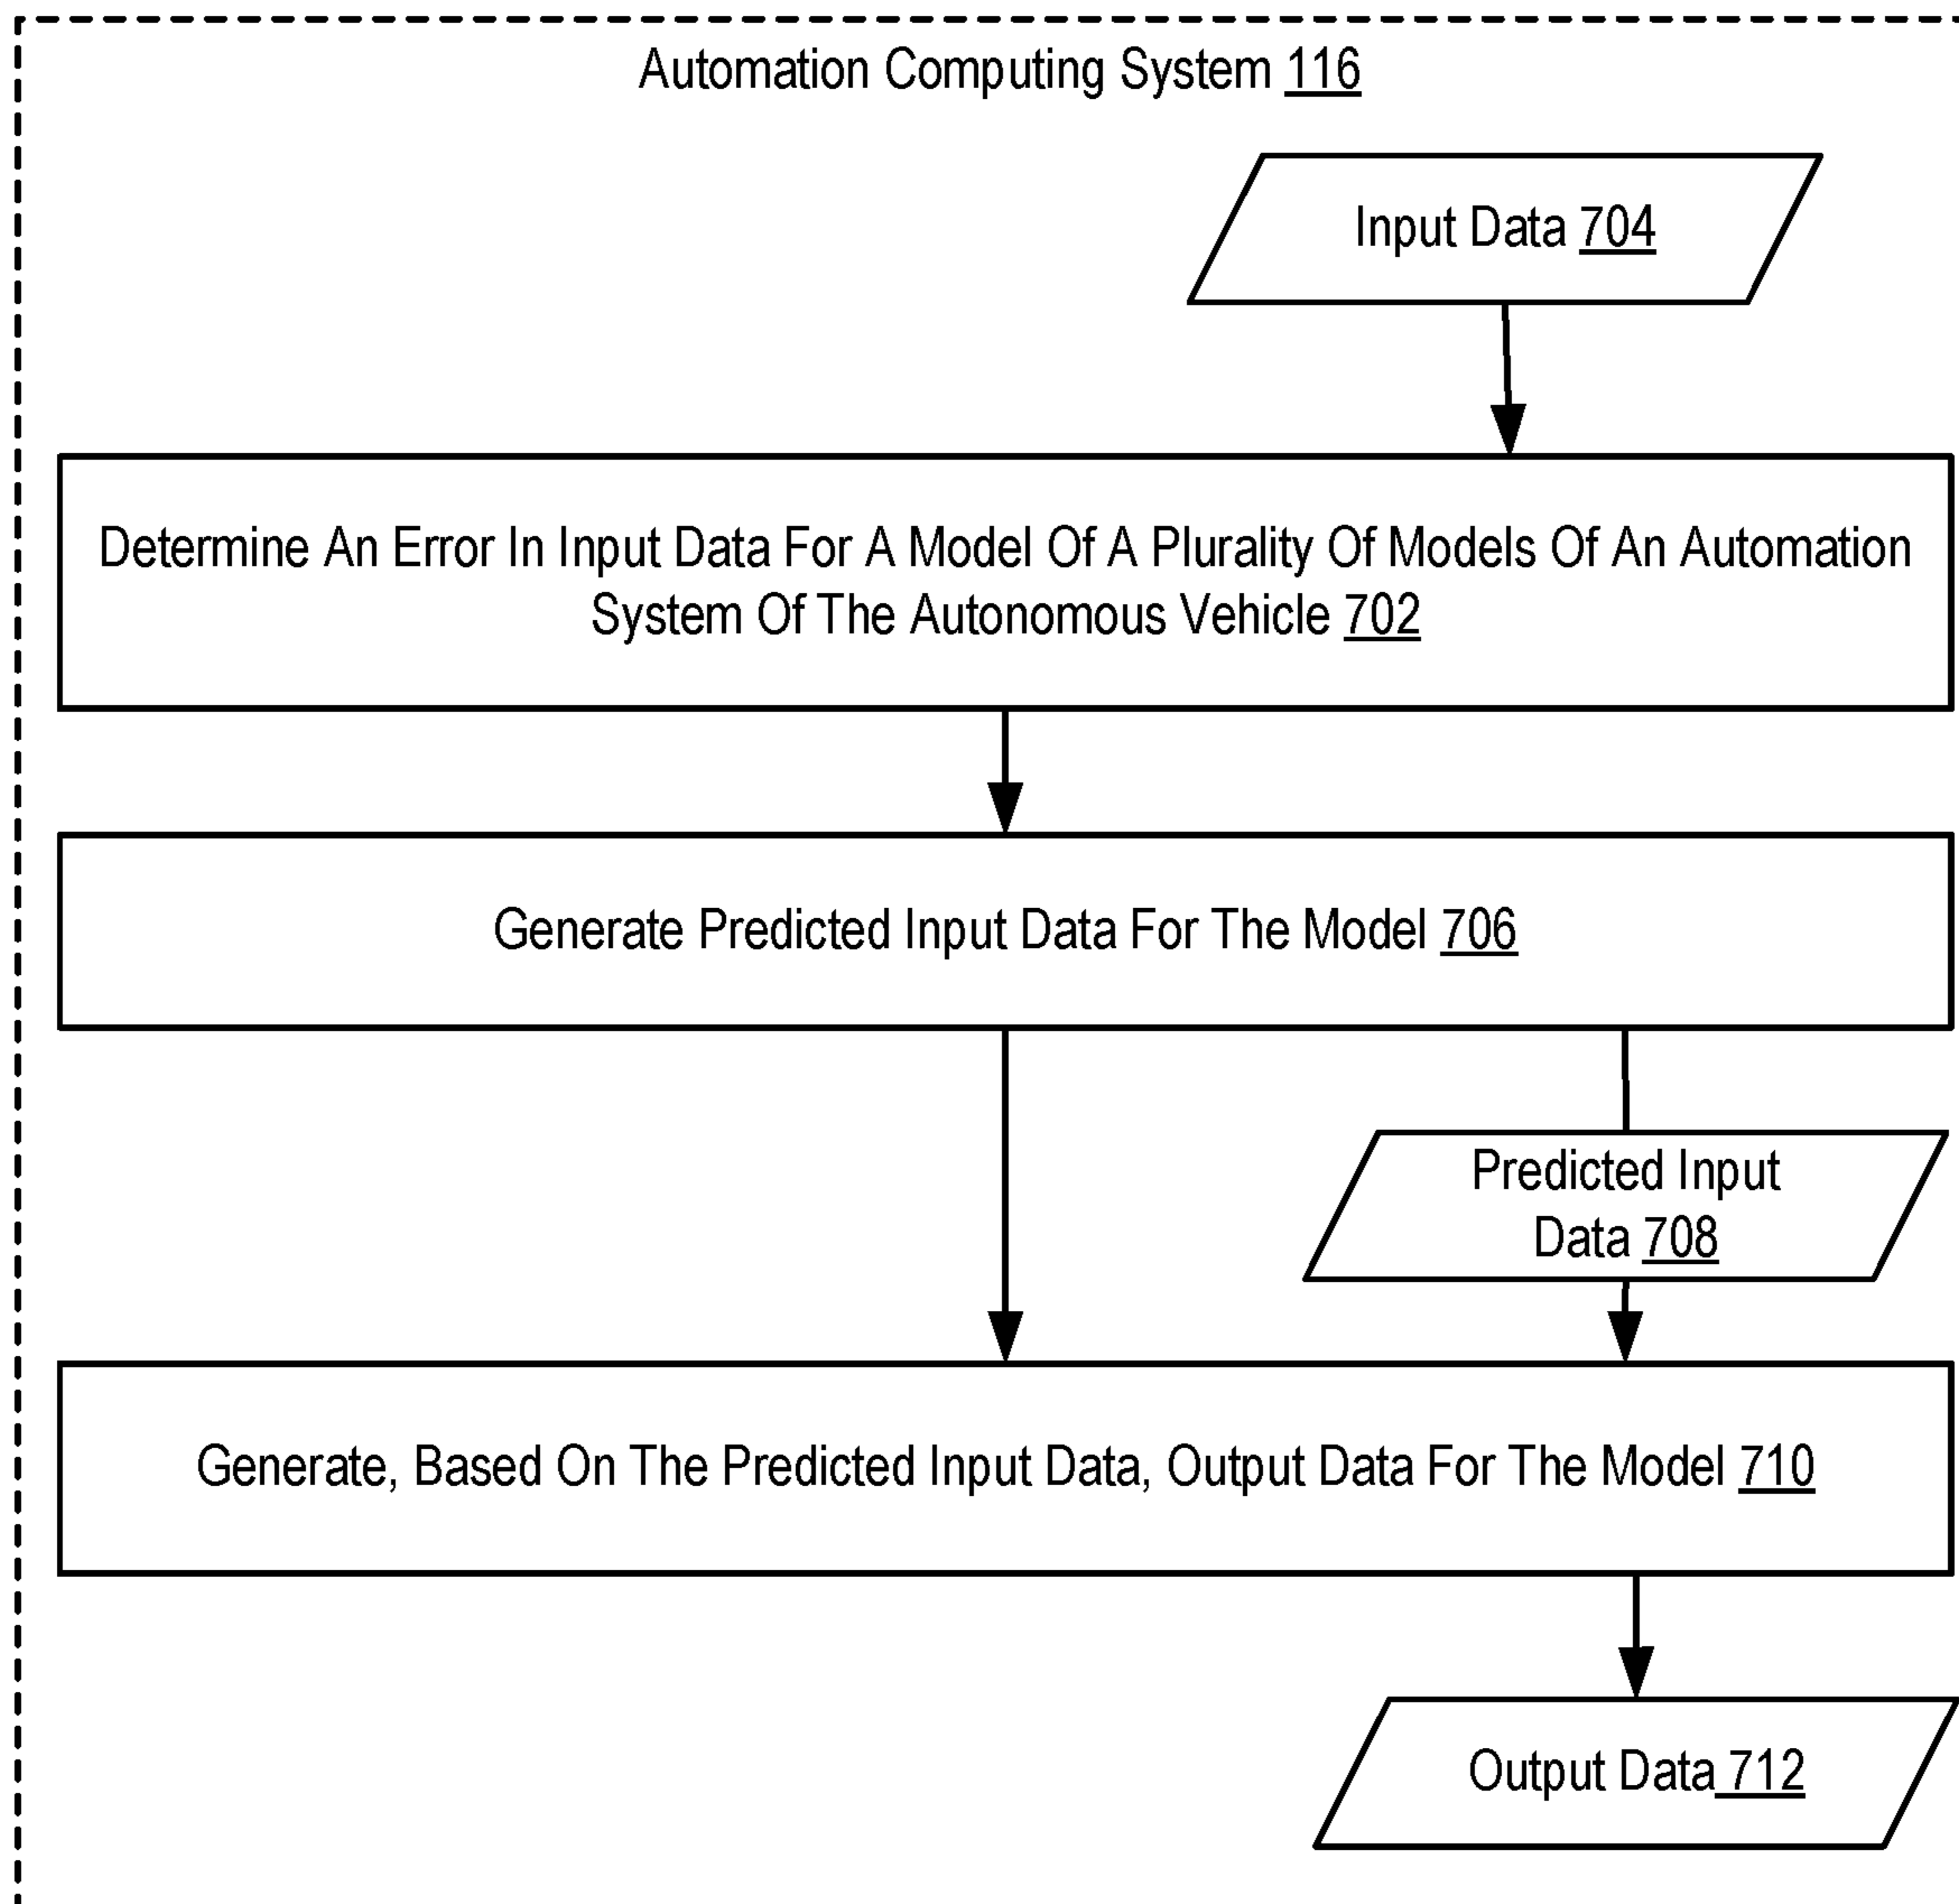 Automation Computing System 116
Input Data 704
Determine An Error In Input Data For A Model Of A Plurality Of Models Of An Automation
System Of The Autonomous Vehicle 702
Generate Predicted Input Data For The Model 706
Predicted Input
Data 708
Generate, Based On The Predicted Input Data, Output Data For The Model 710
Output Data 712